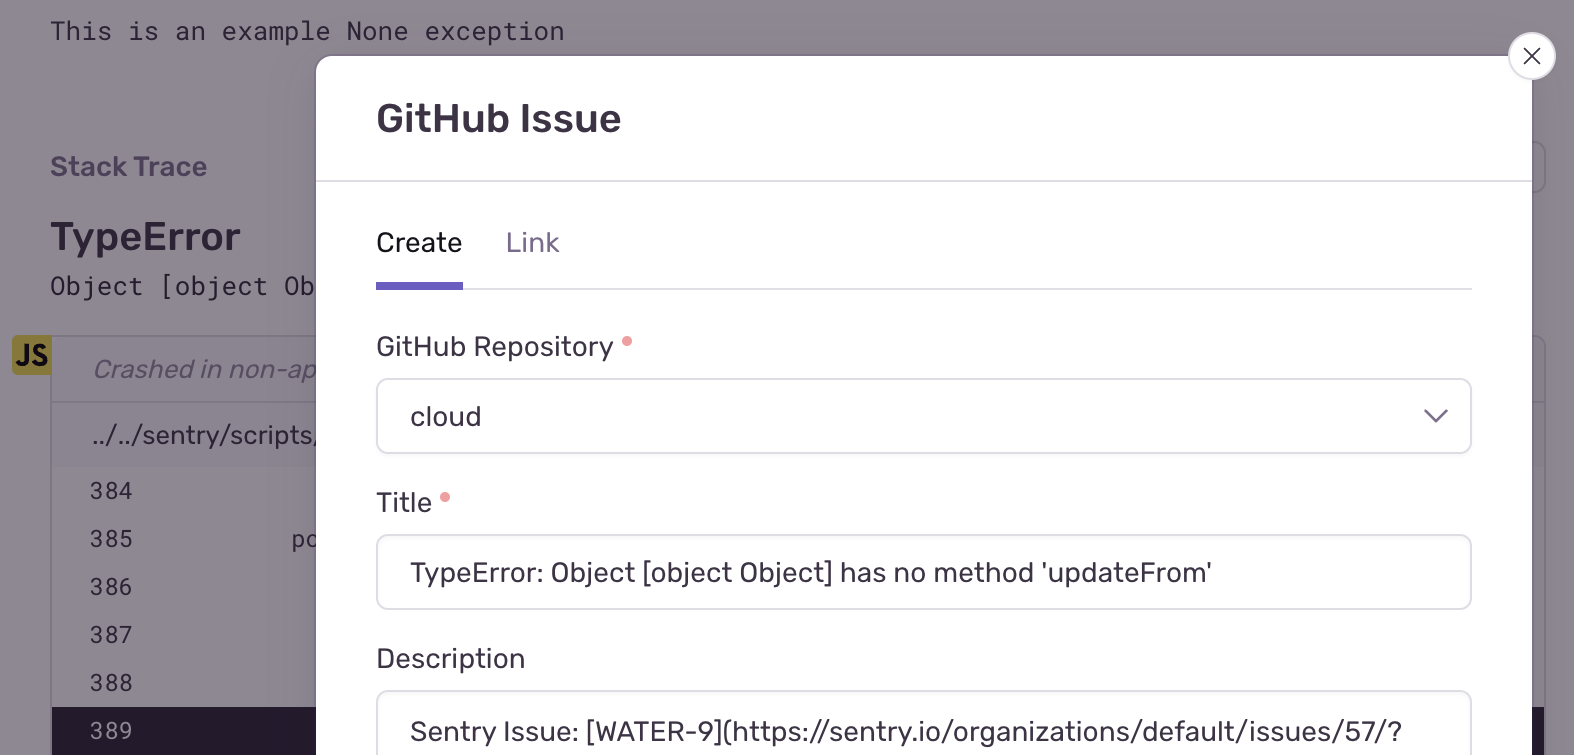 This is an example None exception
GitHub Issue
Stack Trace
Create Link
TypeError
Object [object Ob
GitHub Repository
JS
Crashed in non-ap
cloud
../../sentry/scripts/
384
Title
385 po
TypeError: Object [object Object] has no method 'updateFrom'
386
387
Description
388
389
Sentry Issue: [WATER-9](https://sentry.io/organizations/default/issues/57/?